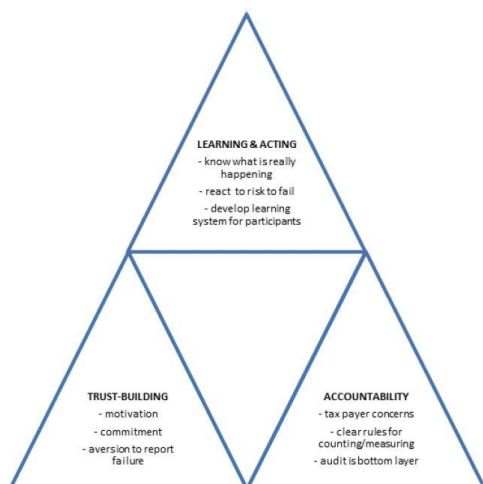 LEARNING & ACTING
- know what is really
happening
- react to risk to fail
- develop learning
system for participants
TRUST-BUILDING
- motivation
- commitment
- aversion to report
failure
ACCOUNTABILITY
- tax payer concerns
- clear rules for
counting/measuring
- audit is bottom layer